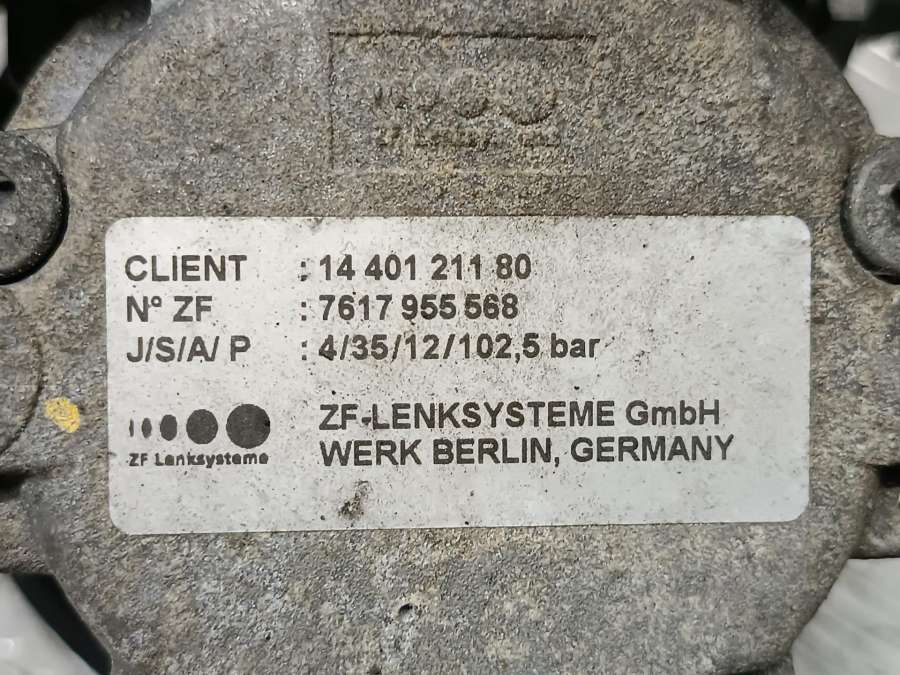 CLIENT : 14 401 211 80
N° ZF : 7617 955 568
J/S/A/ P : 4/35/12/102,5 bar
ZF-LENKSYSTEME GmbH
WERK BERLIN, GERMANY
ZF Lenksysteme